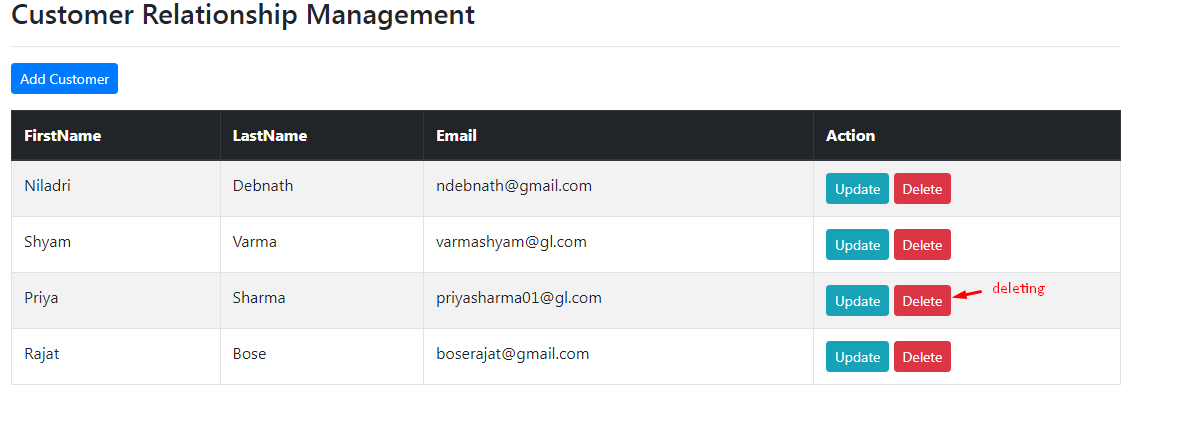 Customer Relationship Management
Add Customer
FirstName LastName Email Action
Niladri Debnath ndebnath@gmail.com Update Delete
Shyam Varma varmashyam@gl.com Update Delete
Priya Sharma priyasharma01@gl.com Update Delete deleting
Rajat Bose boserajat@gmail.com Update Delete